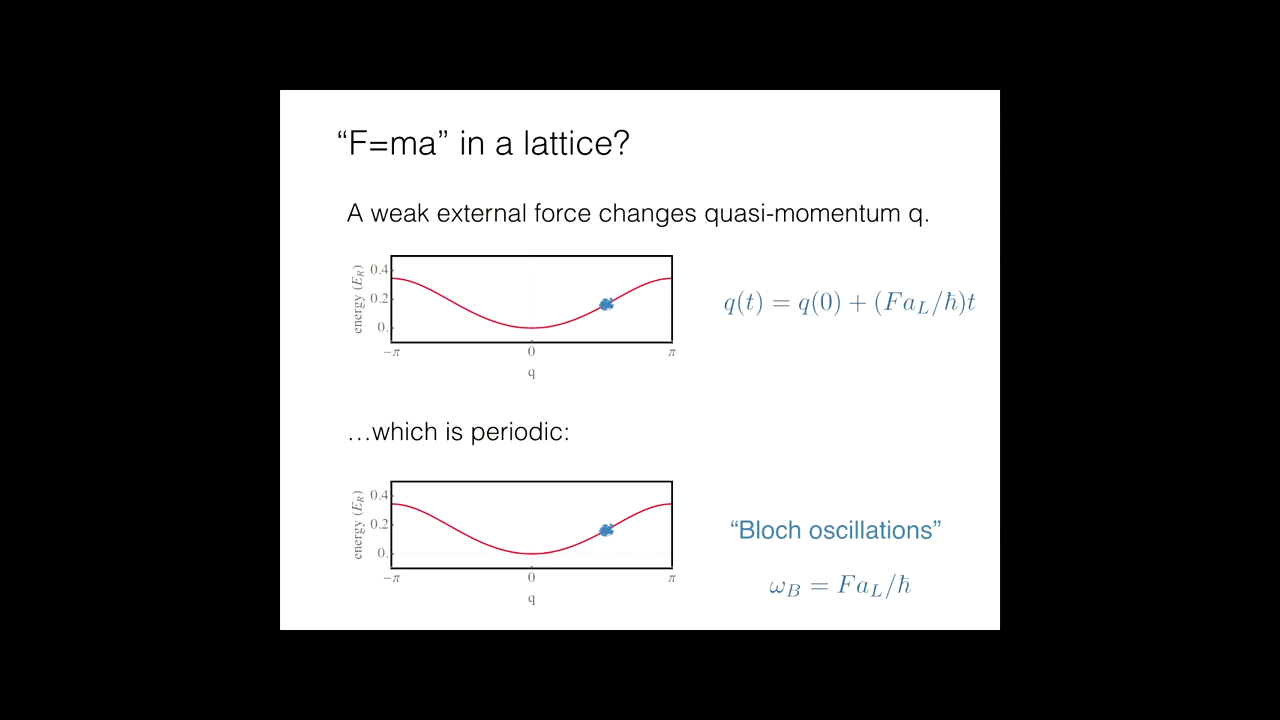 “F=ma” in a lattice?
A weak external force changes quasi-momentum q.
energy (E_R)
0.4
0.2
0.
−π
0
π
q
q(t) = q(0) + (Fa_L/ℏ)t
…which is periodic:
energy (E_R)
0.4
0.2
0.
−π
0
π
q
“Bloch oscillations”
ω_B = Fa_L/ℏ